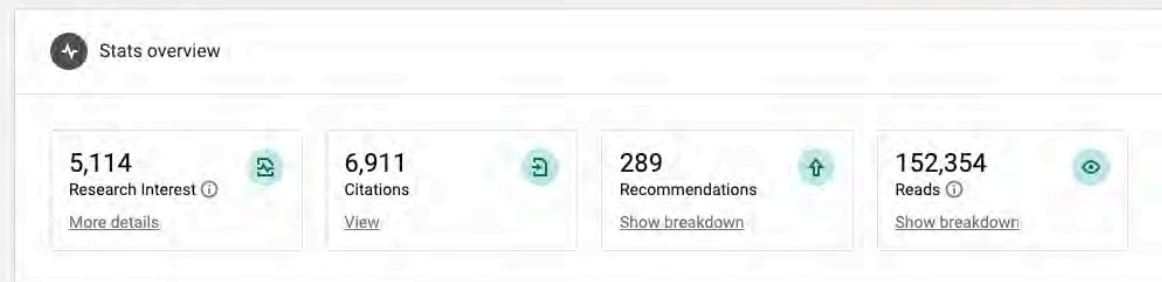 Stats overview
5,114
Research Interest
More details
6,911
Citations
View
289
Recommendations
Show breakdown
152,354
Reads
Show breakdown